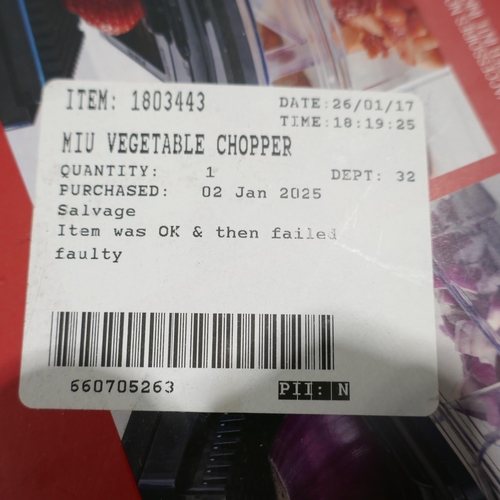 ITEM: 1803443
DATE:26/01/17
TIME:18:19:25
MIU VEGETABLE CHOPPER
QUANTITY: 1
DEPT: 32
PURCHASED: 02 Jan 2025
Salvage
Item was OK & then failed
faulty
660705263
PII: N